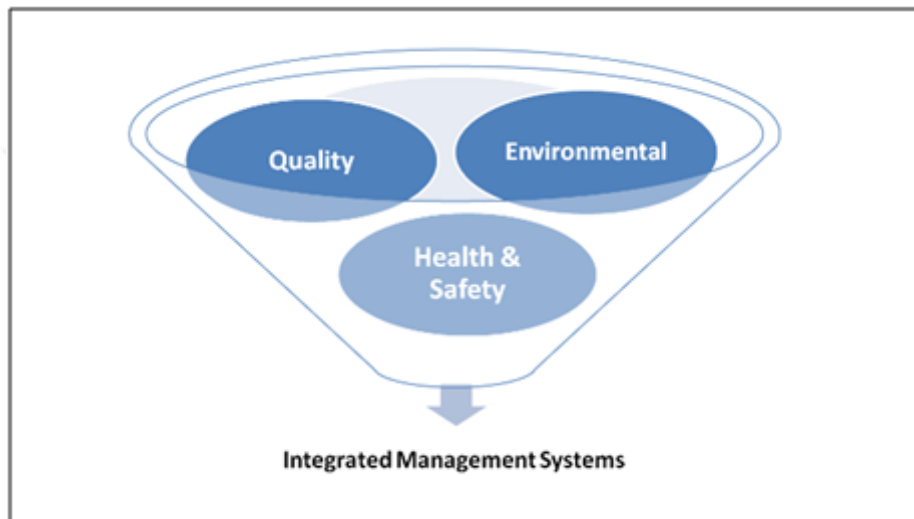 Quality
Environmental
Health &
Safety
Integrated Management Systems